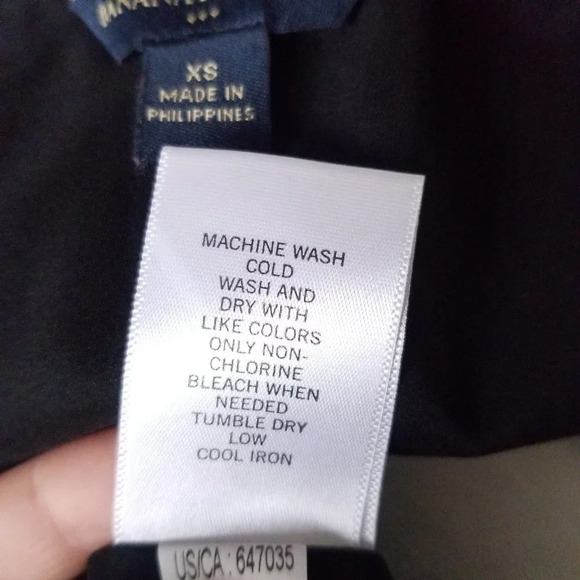 XS
MADE IN
PHILIPPINES
MACHINE WASH
COLD
WASH AND
DRY WITH
LIKE COLORS
ONLY NON-
CHLORINE
BLEACH WHEN
NEEDED
TUMBLE DRY
LOW
COOL IRON
US/CA: 647035